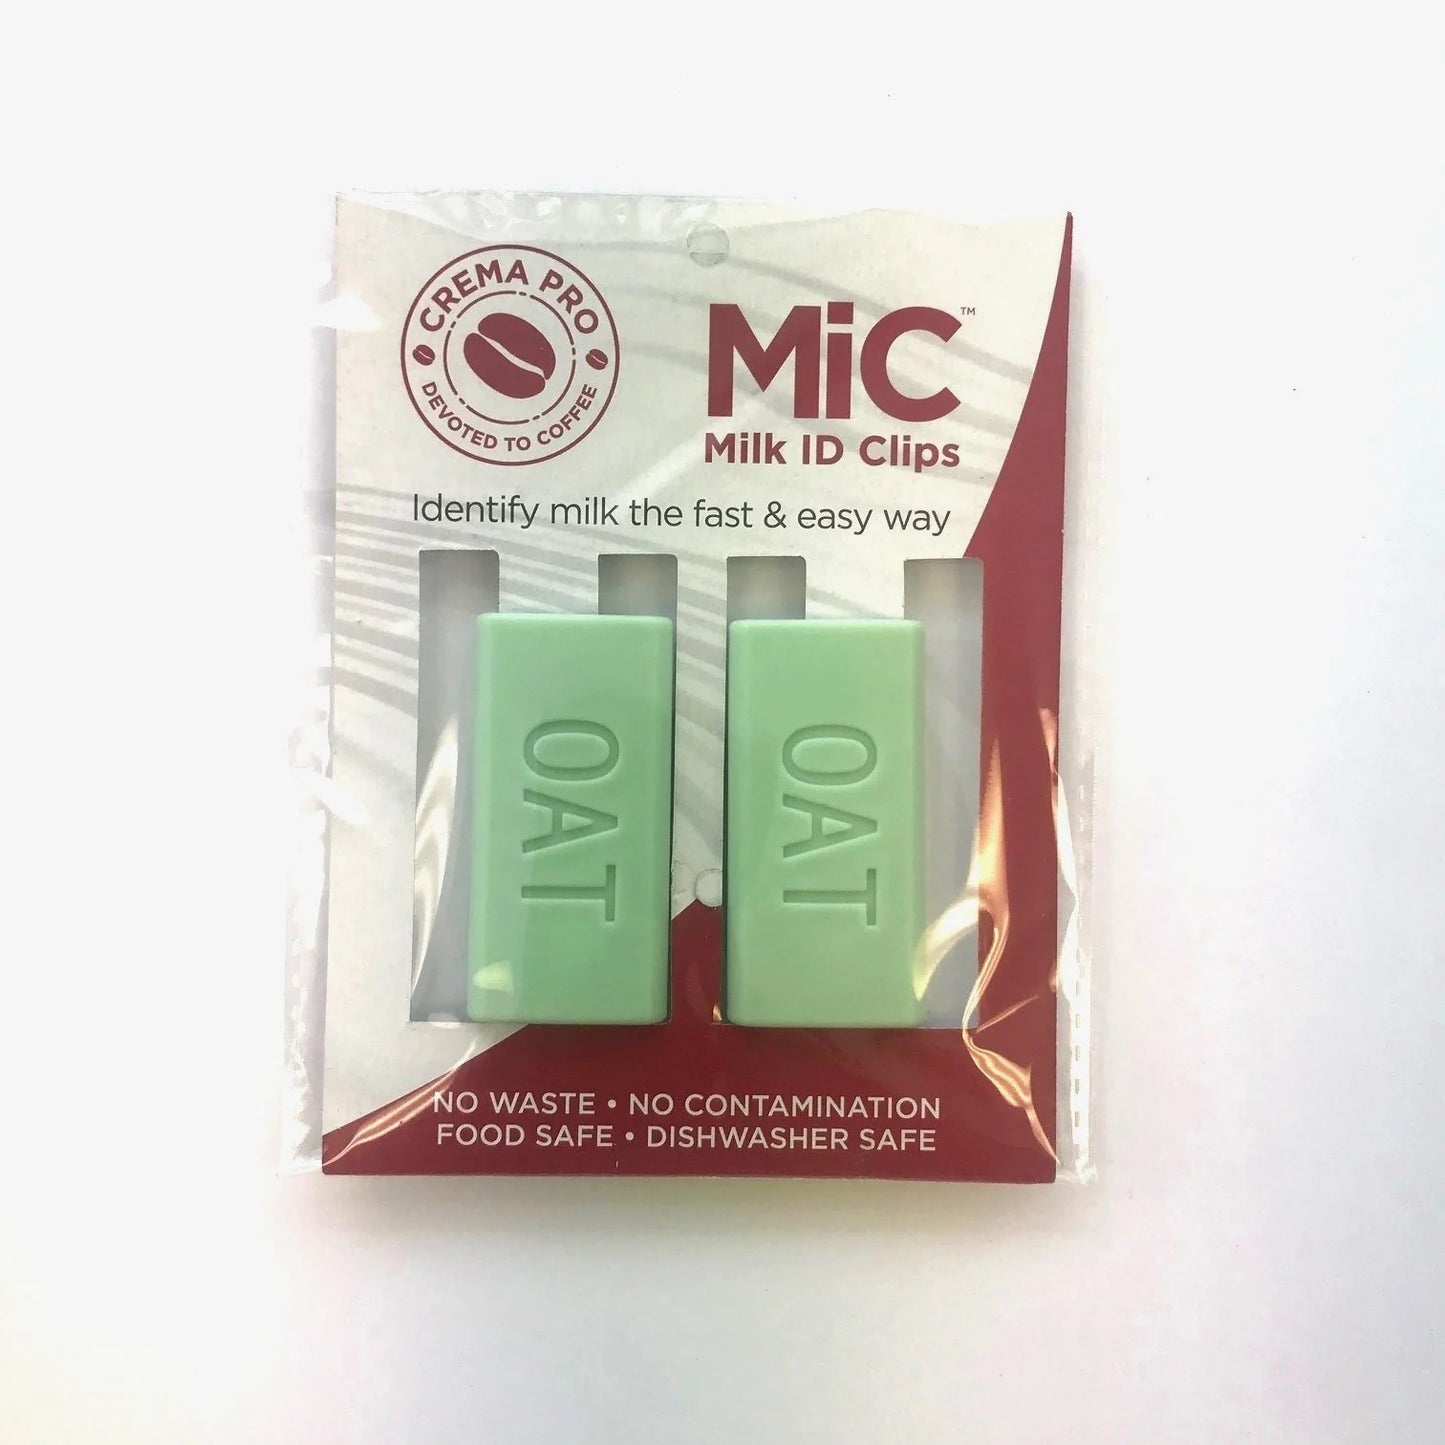 CREMA PRO
DEVOTED TO COFFEE
MiC™
Milk ID Clips
Identify milk the fast & easy way
OAT
OAT
NO WASTE • NO CONTAMINATION
FOOD SAFE • DISHWASHER SAFE